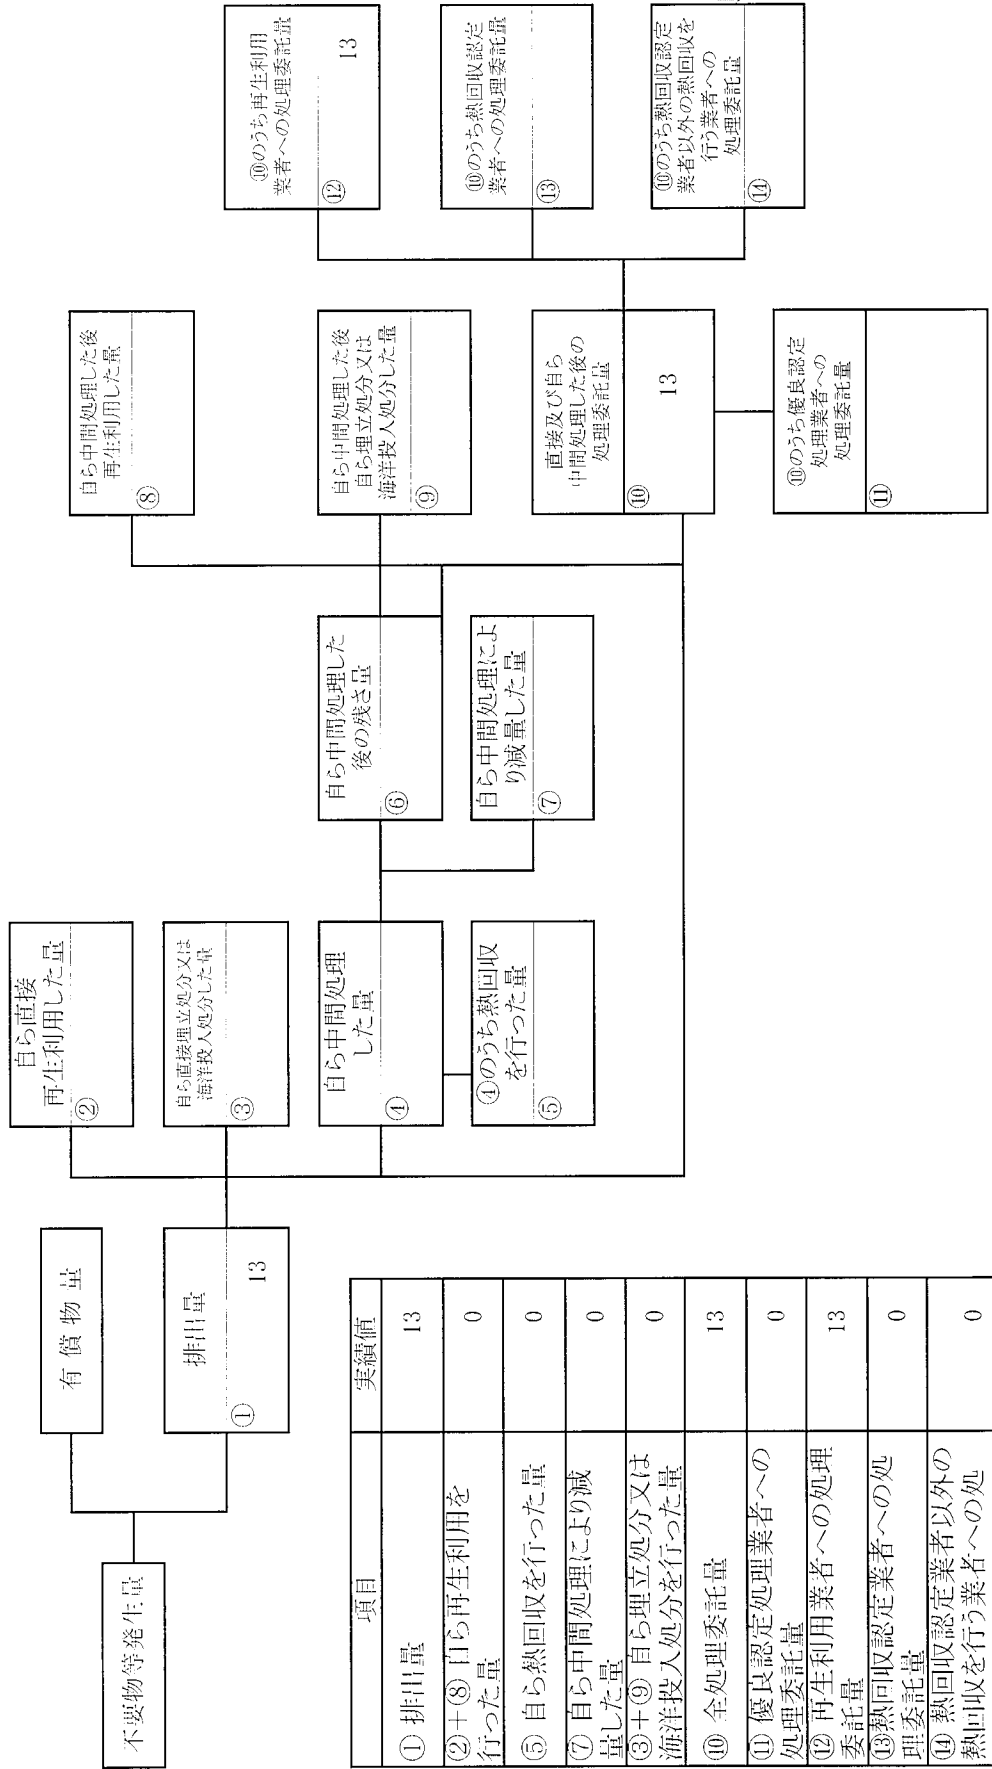 不要物等発生量
有 償 物 量
排出量
①
13
自ら直接
再生利用した量
②
自ら直接埋立処分又は
海洋投入処分した量
③
自ら中間処理
した量
④
④のうち熱回収
を行った量
⑤
自ら中間処理した
後の残さ量
⑥
自ら中間処理によ
り減量した量
⑦
自ら中間処理した後
再生利用した量
⑧
自ら中間処理した後
自ら埋立処分又は
海洋投入処分した量
⑨
直接及び自ら
中間処理した後の
処理委託量
⑩
13
⑩のうち優良認定
処理業者への
処理委託量
⑪
⑩のうち再生利用
業者への処理委託量
⑫
13
⑩のうち熱回収認定
業者への処理委託量
⑬
⑩のうち熱回収認定
業者以外の熱回収を
行う業者への
処理委託量
⑭
項目 実績値
① 排出量 13
②+⑧ 自ら再生利用を
行った量 0
⑤ 自ら熱回収を行った量 0
⑦ 自ら中間処理により減
量した量 0
③+⑨ 自ら埋立処分又は
海洋投入処分を行った量 0
⑩ 全処理委託量 13
⑪ 優良認定処理業者への
処理委託量 0
⑫ 再生利用業者への処理
委託量 13
⑬熱回収認定業者への処
理委託量 0
⑭ 熱回収認定業者以外の
熱回収を行う業者への処 0